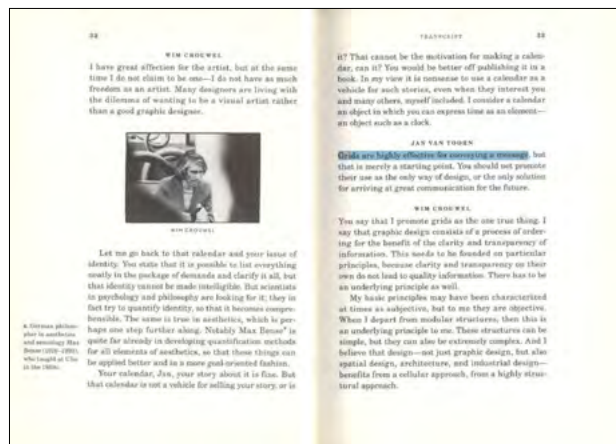 32
WIM CROUWEL
I have great affection for the artist, but at the same
time I do not claim to be one—I do not have as much
freedom as an artist. Many designers are living with
the dilemma of wanting to be a visual artist rather
than a good graphic designer.
WIM CROUWEL
Let me go back to that calendar and your issue of
identity. You state that it is possible to list everything
neatly in the package of demands and clarify it all, but
that identity cannot be made intelligible. But scientists
in psychology and philosophy are looking for it; they in
fact try to quantify identity, so that it becomes compre-
hensible. The same is true in aesthetics, which is per-
haps one step further along. Notably Max Bense⁸ is
quite far already in developing quantification methods
for all elements of aesthetics, so that these things can
be applied better and in a more goal-oriented fashion.
Your calendar, Jan, your story about it is fine. But
that calendar is not a vehicle for selling your story, or is
8. German philoso-
pher in aesthetics
and semiology Max
Bense (1910–1990),
who taught at Ulm
in the 1950s.
TRANSCRIPT
33
it? That cannot be the motivation for making a calen-
dar, can it? You would be better off publishing it in a
book. In my view it is nonsense to use a calendar as a
vehicle for such stories, even when they interest you
and many others, myself included. I consider a calendar
an object in which you can express time as an element—
an object such as a clock.
JAN VAN TOORN
Grids are highly effective for conveying a message, but
that is merely a starting point. You should not promote
their use as the only way of design, or the only solution
for arriving at great communication for the future.
WIM CROUWEL
You say that I promote grids as the one true thing. I
say that graphic design consists of a process of order-
ing for the benefit of the clarity and transparency of
information. This needs to be founded on particular
principles, because clarity and transparency on their
own do not lead to quality information. There has to be
an underlying principle as well.
My basic principles may have been characterized
at times as subjective, but to me they are objective.
When I depart from modular structures, then this is
an underlying principle to me. These structures can be
simple, but they can also be extremely complex. And I
believe that design—not just graphic design, but also
spatial design, architecture, and industrial design—
benefits from a cellular approach, from a highly struc-
tural approach.